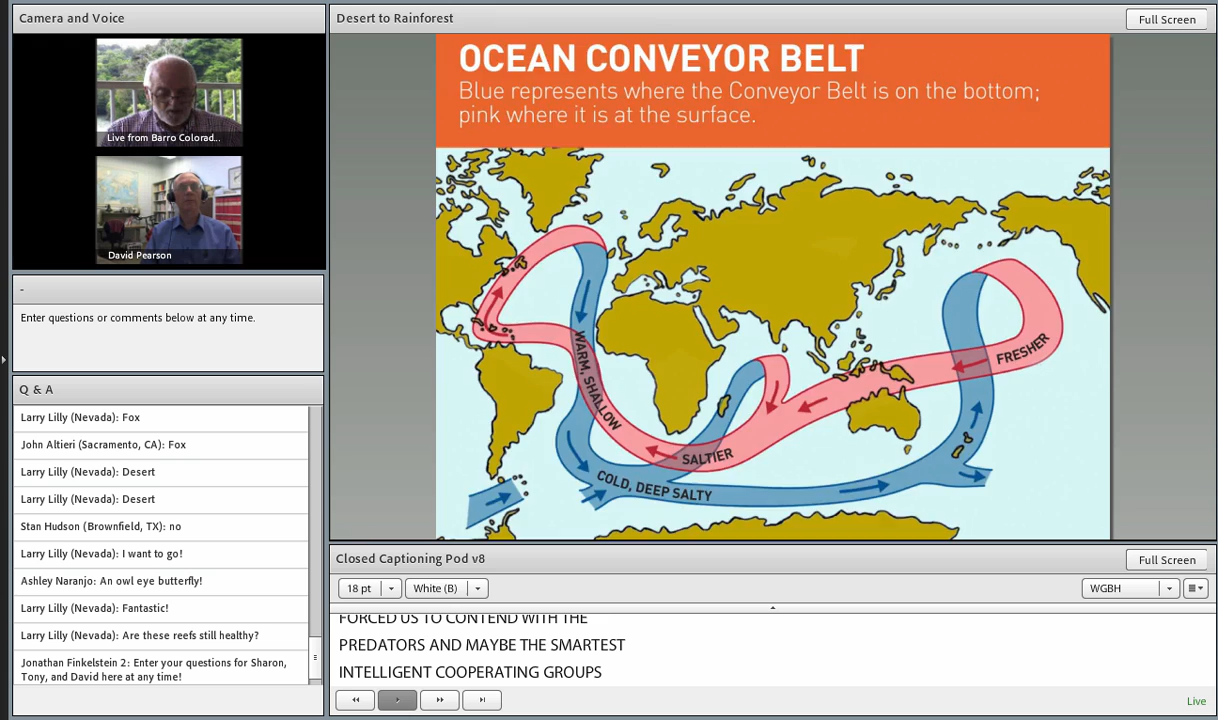 Camera and Voice
Live from Barro Colorad...
David Pearson
-
Enter questions or comments below at any time.
Q & A
Larry Lilly (Nevada): Fox
John Altieri (Sacramento, CA): Fox
Larry Lilly (Nevada): Desert
Larry Lilly (Nevada): Desert
Stan Hudson (Brownfield, TX): no
Larry Lilly (Nevada): I want to go!
Ashley Naranjo: An owl eye butterfly!
Larry Lilly (Nevada): Fantastic!
Larry Lilly (Nevada): Are these reefs still healthy?
Jonathan Finkelstein 2: Enter your questions for Sharon,
Tony, and David here at any time!
Desert to Rainforest
Full Screen
OCEAN CONVEYOR BELT
Blue represents where the Conveyor Belt is on the bottom;
pink where it is at the surface.
WARM, SHALLOW
FRESHER
SALTIER
COLD, DEEP SALTY
Closed Captioning Pod v8
Full Screen
18 pt
White (B)
WGBH
FORCED US TO CONTEND WITH THE
PREDATORS AND MAYBE THE SMARTEST
INTELLIGENT COOPERATING GROUPS
Live